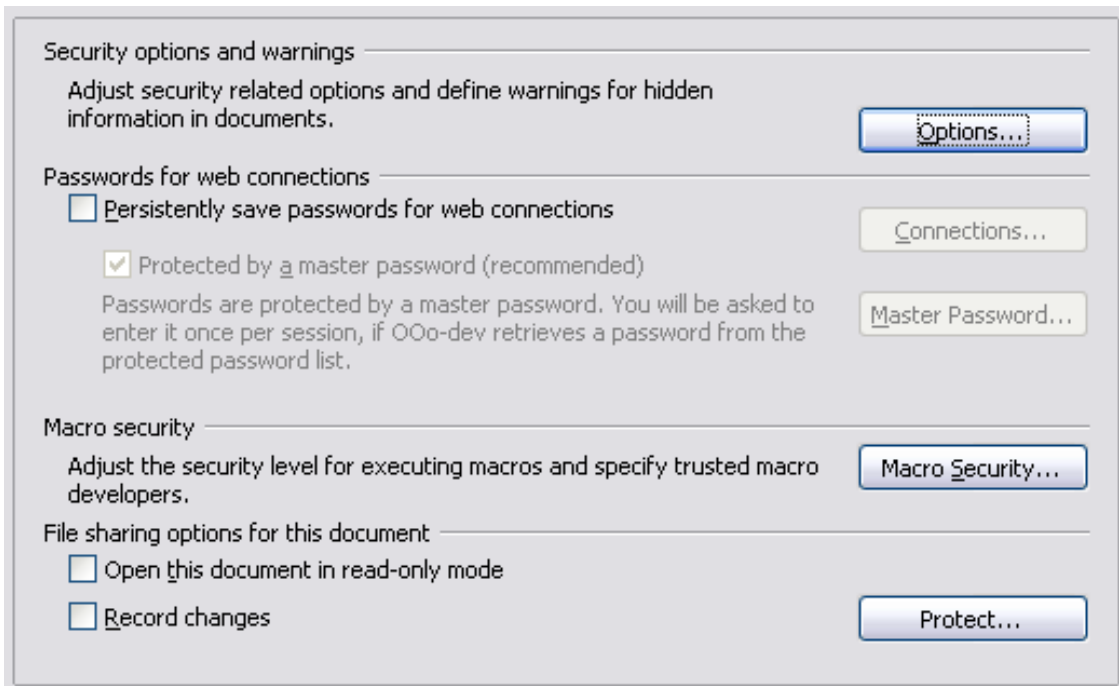 Security options and warnings
Adjust security related options and define warnings for hidden
information in documents.
Options...
Passwords for web connections
Persistently save passwords for web connections
Connections...
Protected by a master password (recommended)
Passwords are protected by a master password. You will be asked to
enter it once per session, if OOo-dev retrieves a password from the
protected password list.
Master Password...
Macro security
Adjust the security level for executing macros and specify trusted macro
developers.
Macro Security...
File sharing options for this document
Open this document in read-only mode
Record changes
Protect...